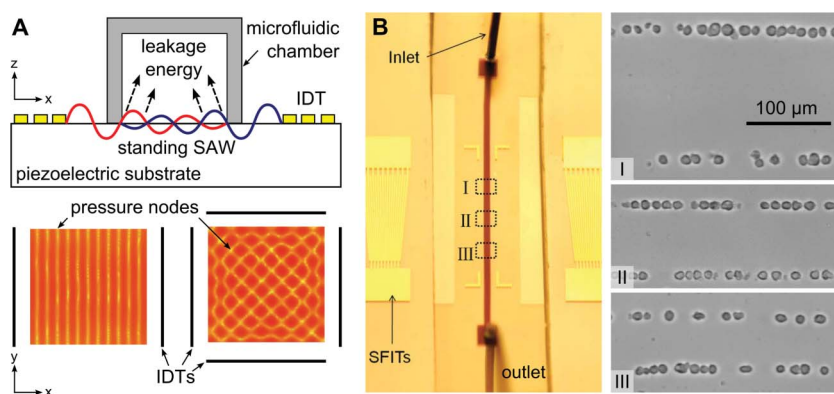 A
microfluidic
chamber
leakage
energy
z
x
IDT
standing SAW
piezoelectric substrate
pressure nodes
y
x
IDTs
B
Inlet
I
II
III
SFITs
outlet
100 µm
I
II
III